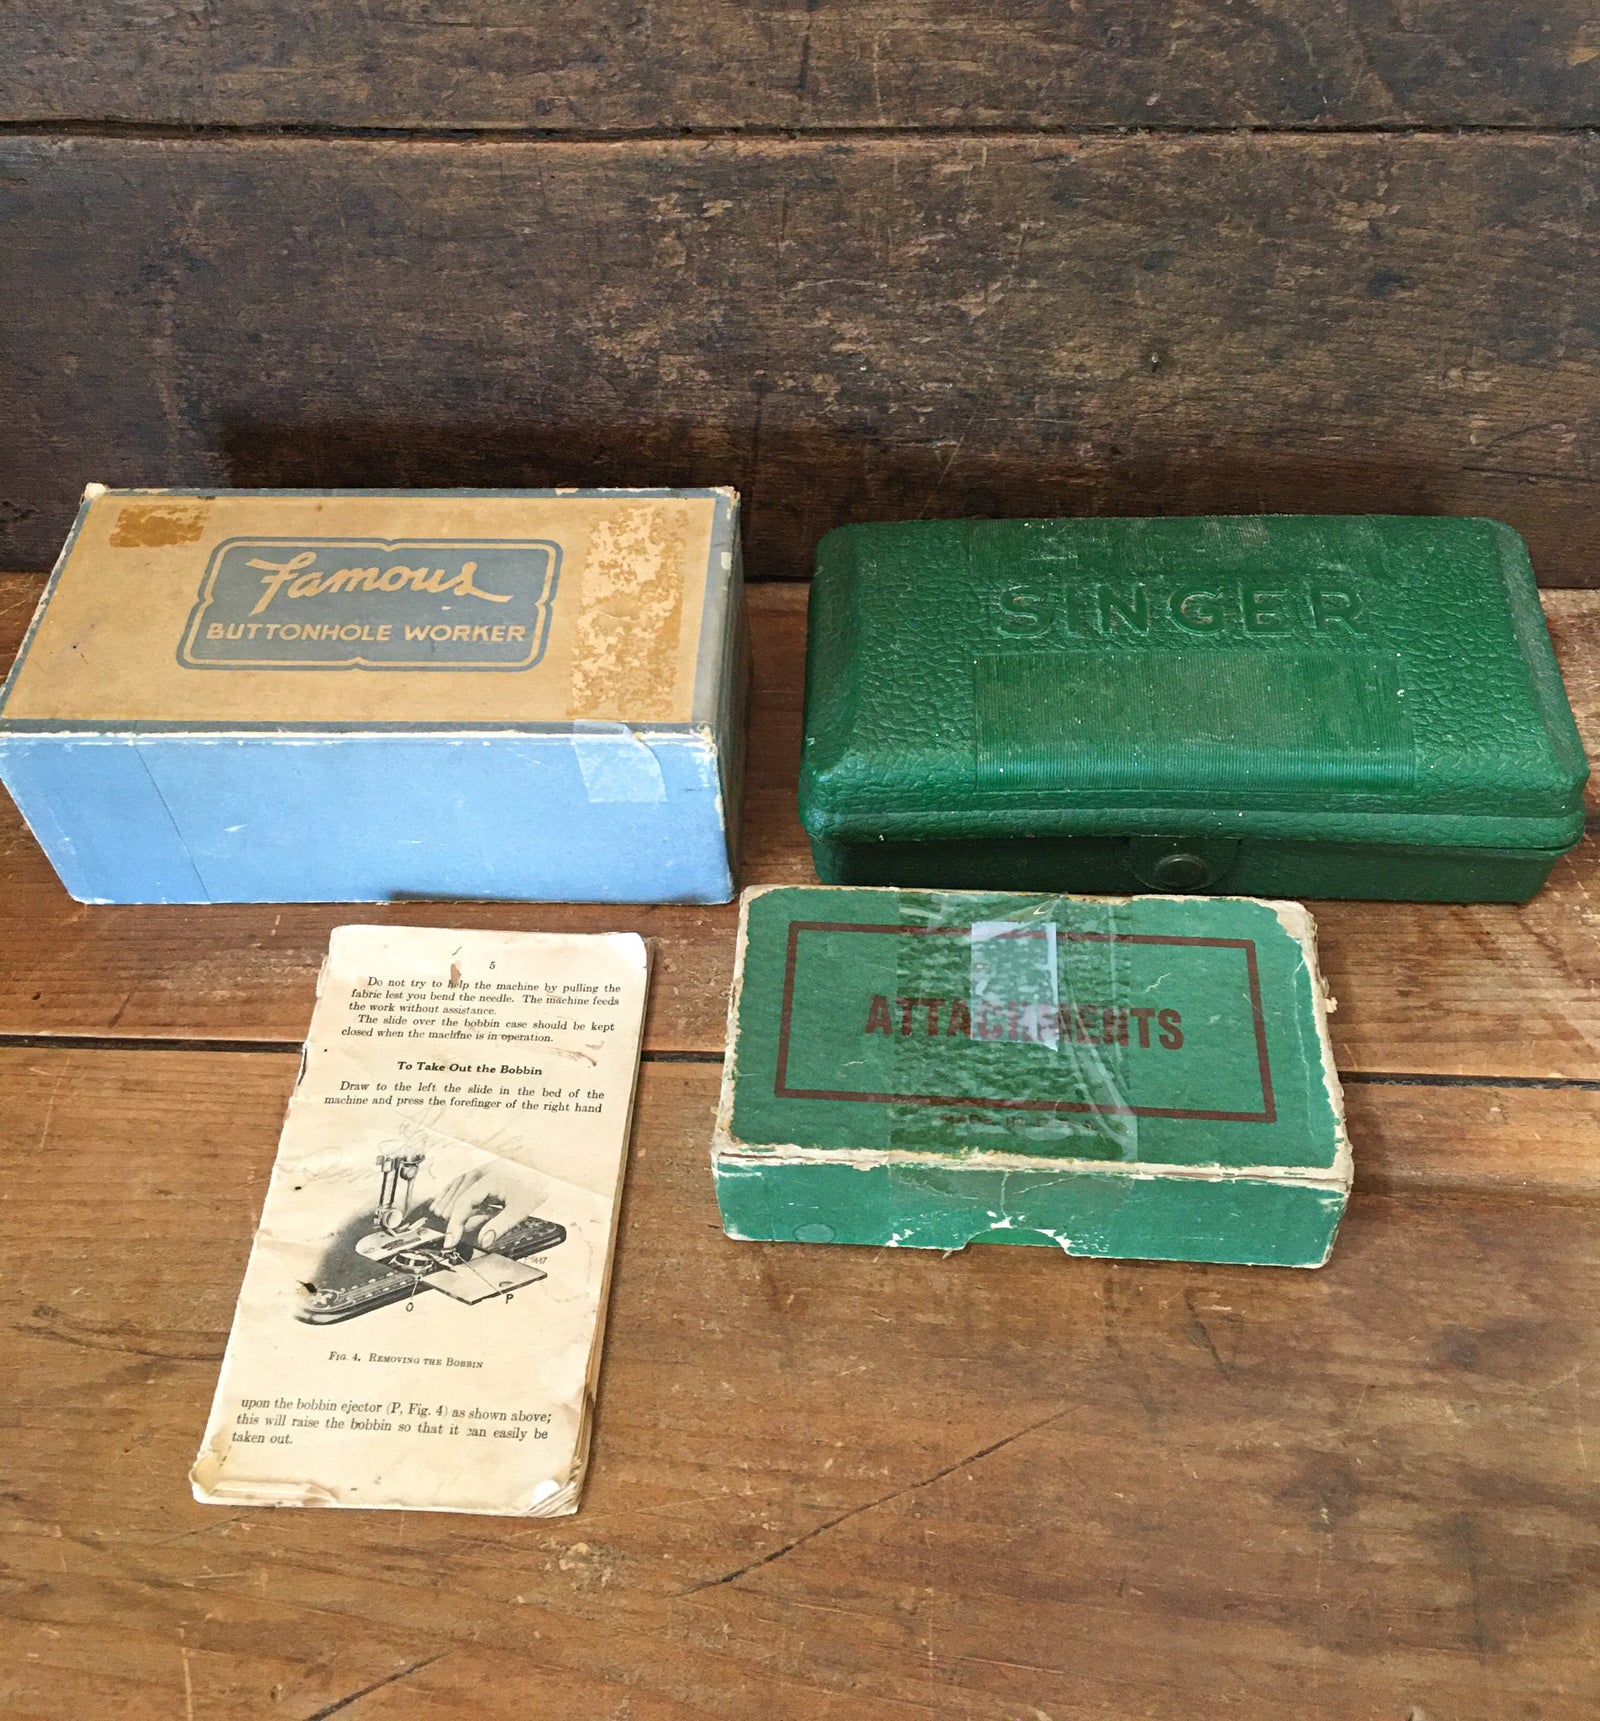 Famous
BUTTONHOLE WORKER
SINGER
ATTACHMENTS
5
Do not try to help the machine by pulling the
fabric lest you bend the needle. The machine feeds
the work without assistance.
The slide over the bobbin case should be kept
closed when the machine is in operation.
To Take Out the Bobbin
Draw to the left the slide in the bed of the
machine and press the forefinger of the right hand
O
P
FIG. 4. REMOVING THE BOBBIN
upon the bobbin ejector (P, Fig. 4) as shown above;
this will raise the bobbin so that it can easily be
taken out.